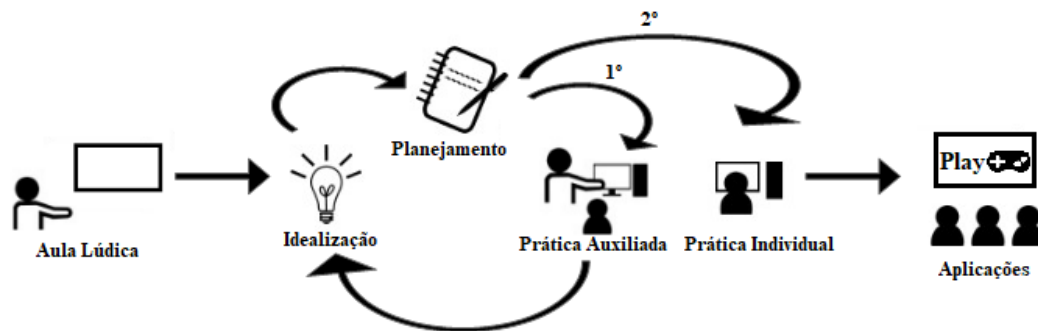 2º
1º
Planejamento
Play
Aula Lúdica
Idealização
Prática Auxiliada
Prática Individual
Aplicações